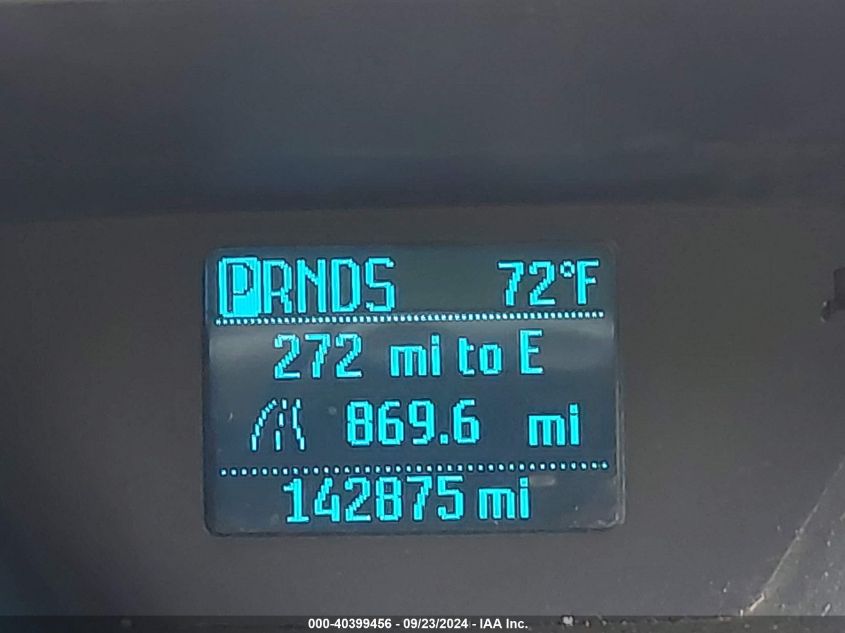 PRNDS 72°F
272 mi to E
869.6 mi
142875 mi
000-40399456 - 09/23/2024 - IAA Inc.